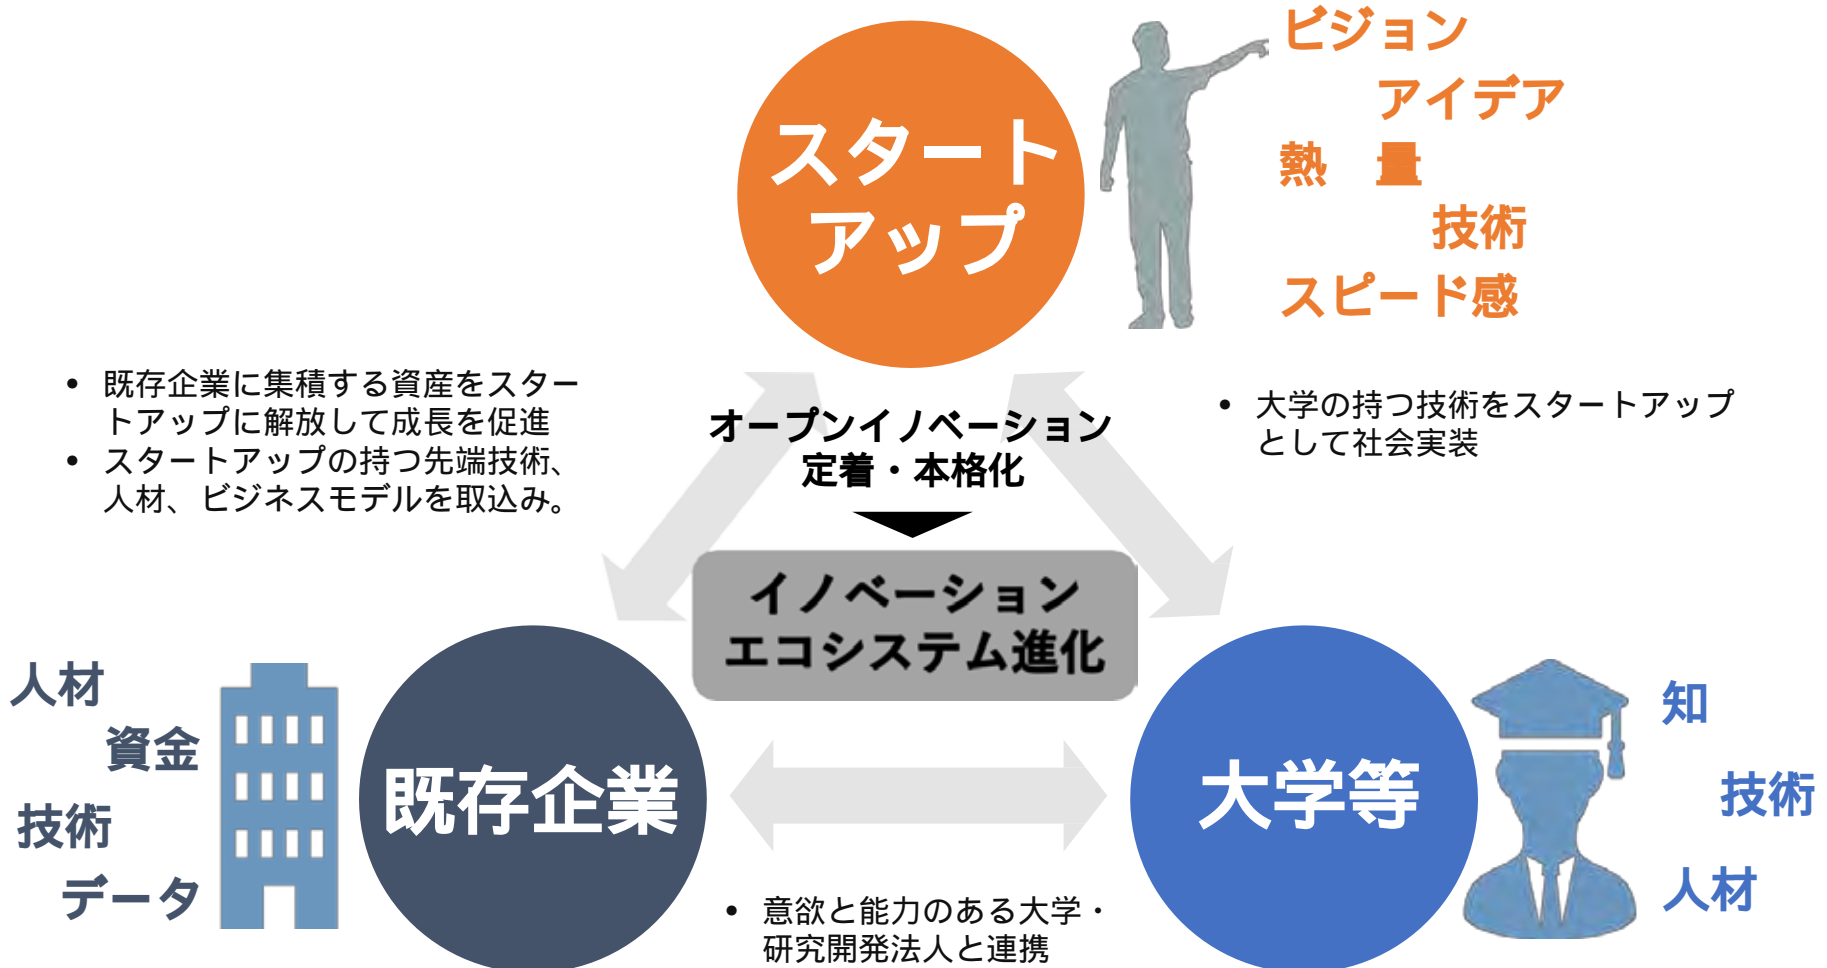 スタート
アップ
ビジョン
アイデア
熱　量
技術
スピード感
• 既存企業に集積する資産をスター
トアップに解放して成長を促進
• スタートアップの持つ先端技術、
人材、ビジネスモデルを取込み。
オープンイノベーション
定着・本格化
• 大学の持つ技術をスタートアップ
として社会実装
イノベーション
エコシステム進化
人材
資金
技術
データ
既存企業
大学等
知
技術
人材
• 意欲と能力のある大学・
研究開発法人と連携